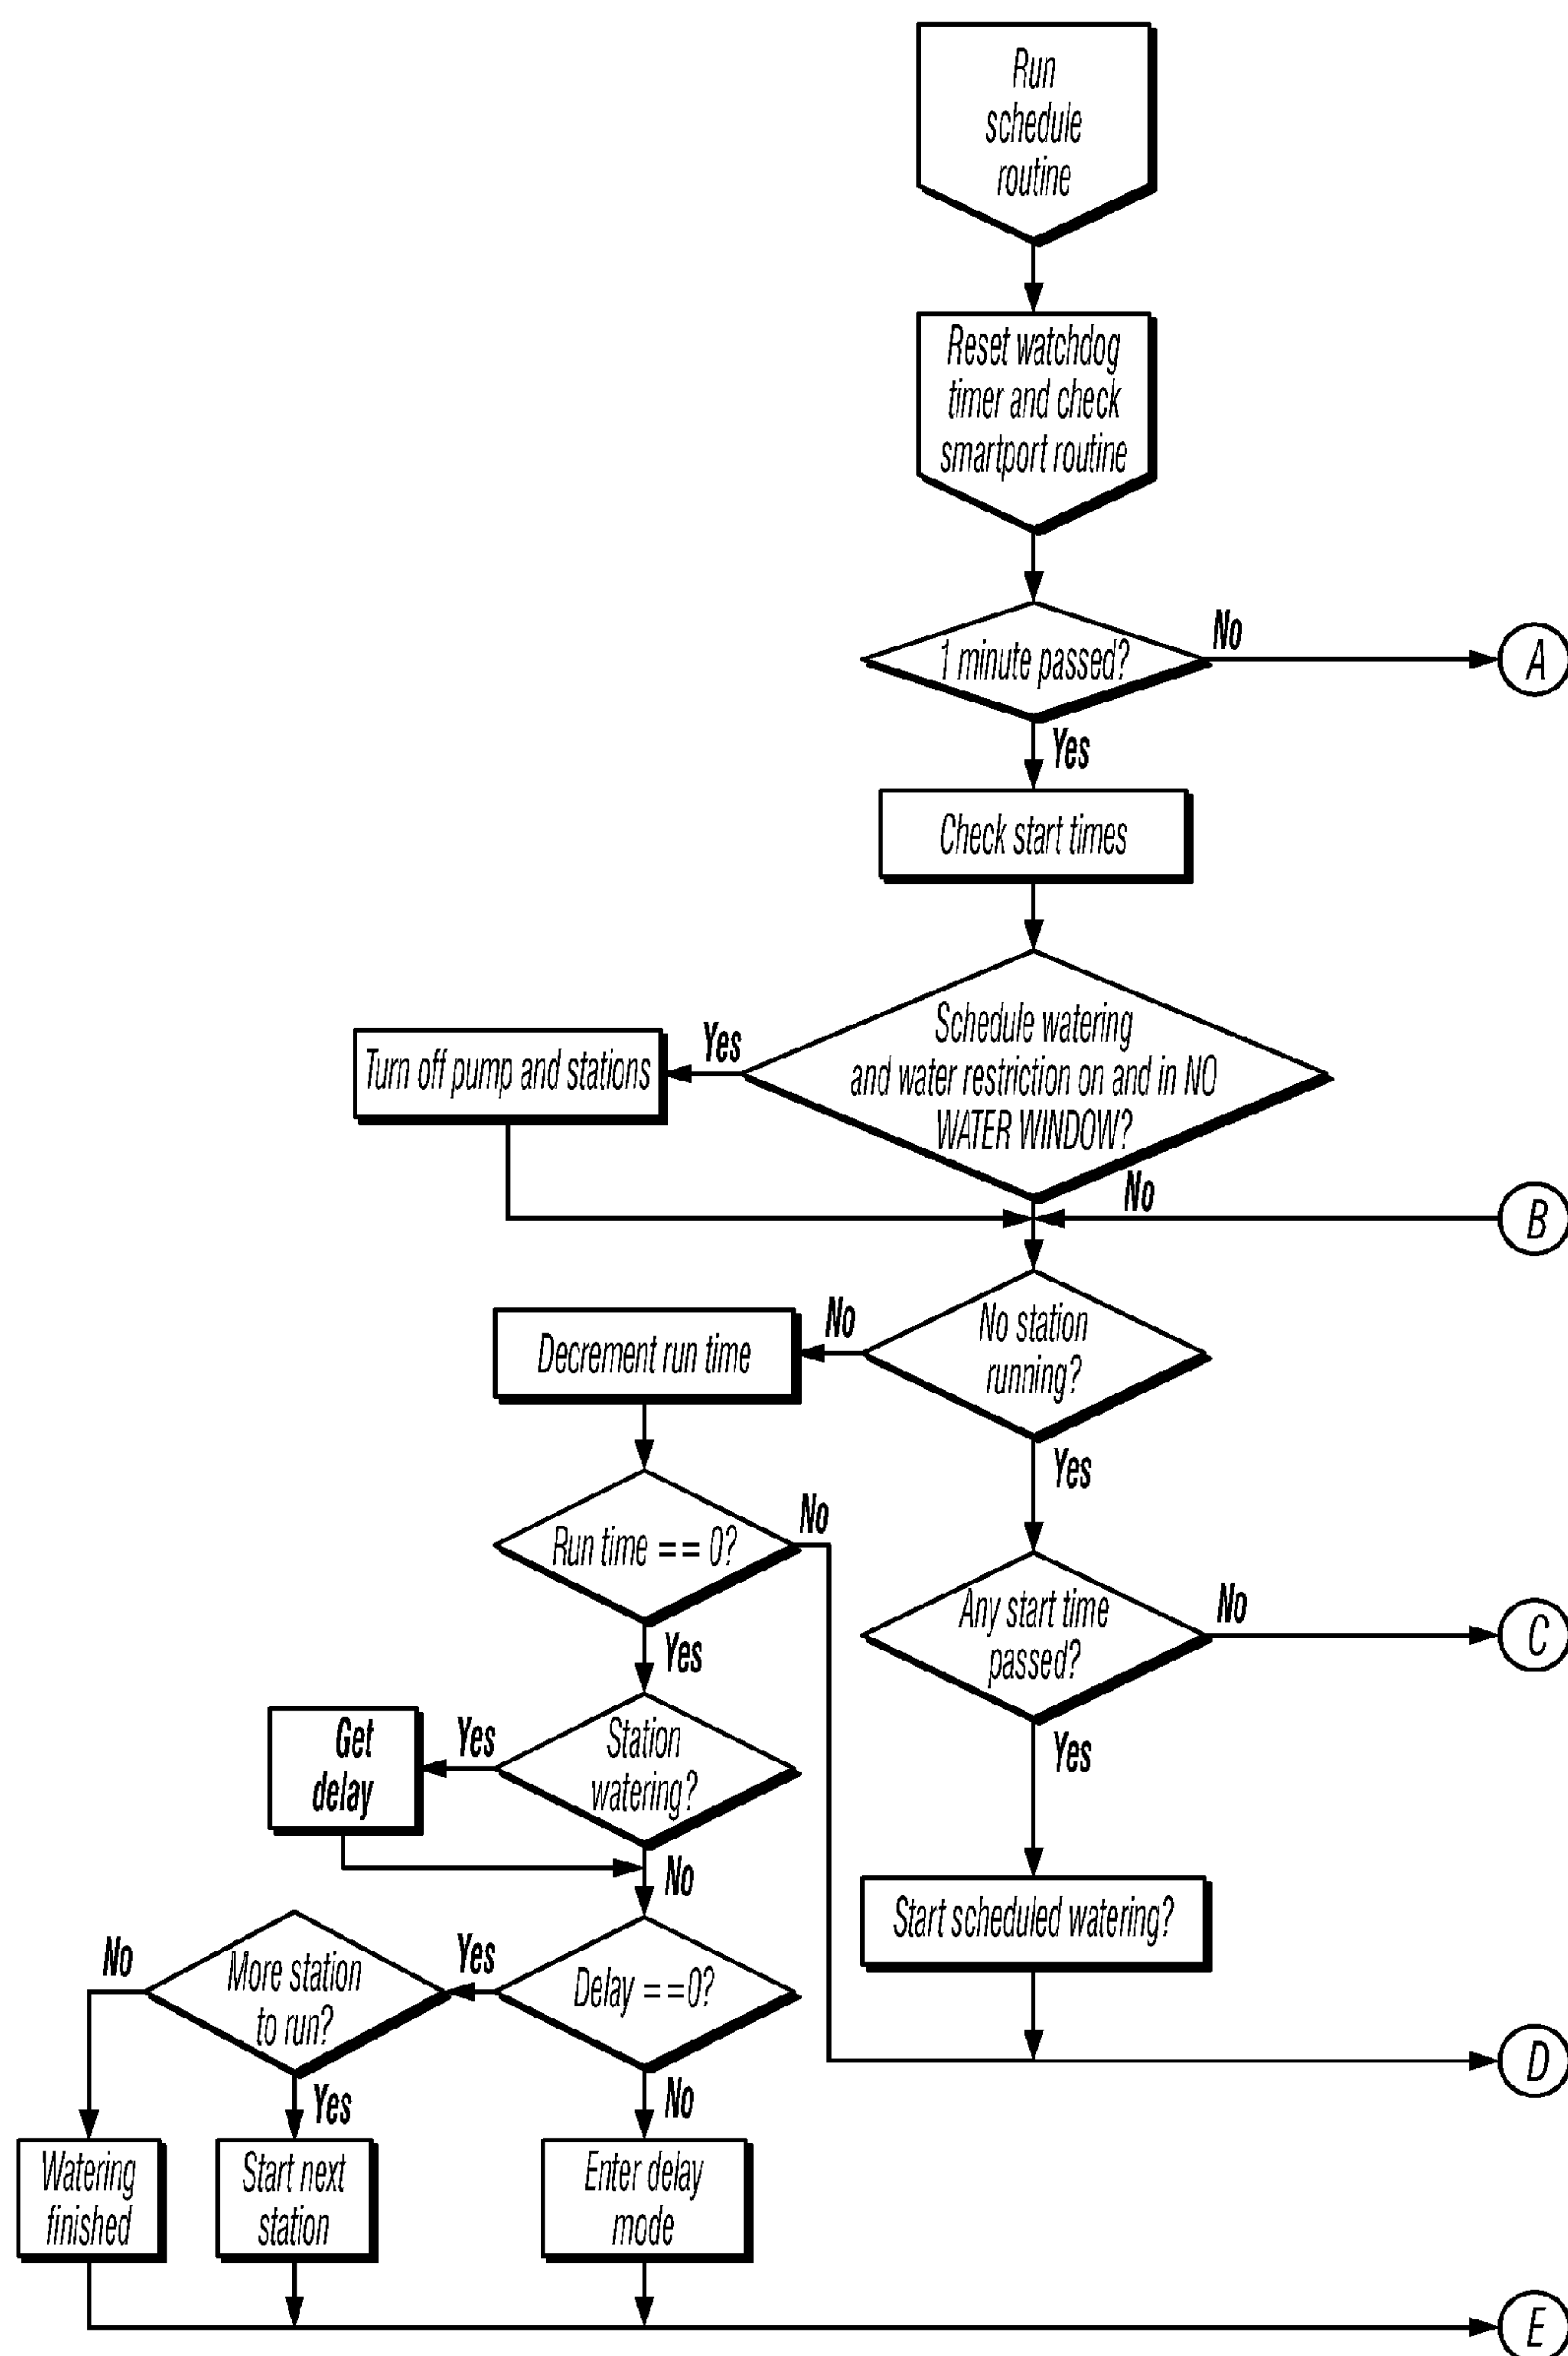 Run
schedule
routine
Reset watchdog
timer and check
smartport routine
1 minute passed?
No
A
Yes
Check start times
Schedule watering
and water restriction on and in NO
WATER WINDOW?
Yes
Turn off pump and stations
No
B
No station
running?
No
Decrement run time
Yes
Run time = = 0?
No
Any start time
passed?
No
C
Yes
Station
watering?
Yes
Get
delay
Yes
No
Start scheduled watering?
Delay = =0?
Yes
More station
to run?
No
D
Yes
No
Watering
finished
Start next
station
Enter delay
mode
E